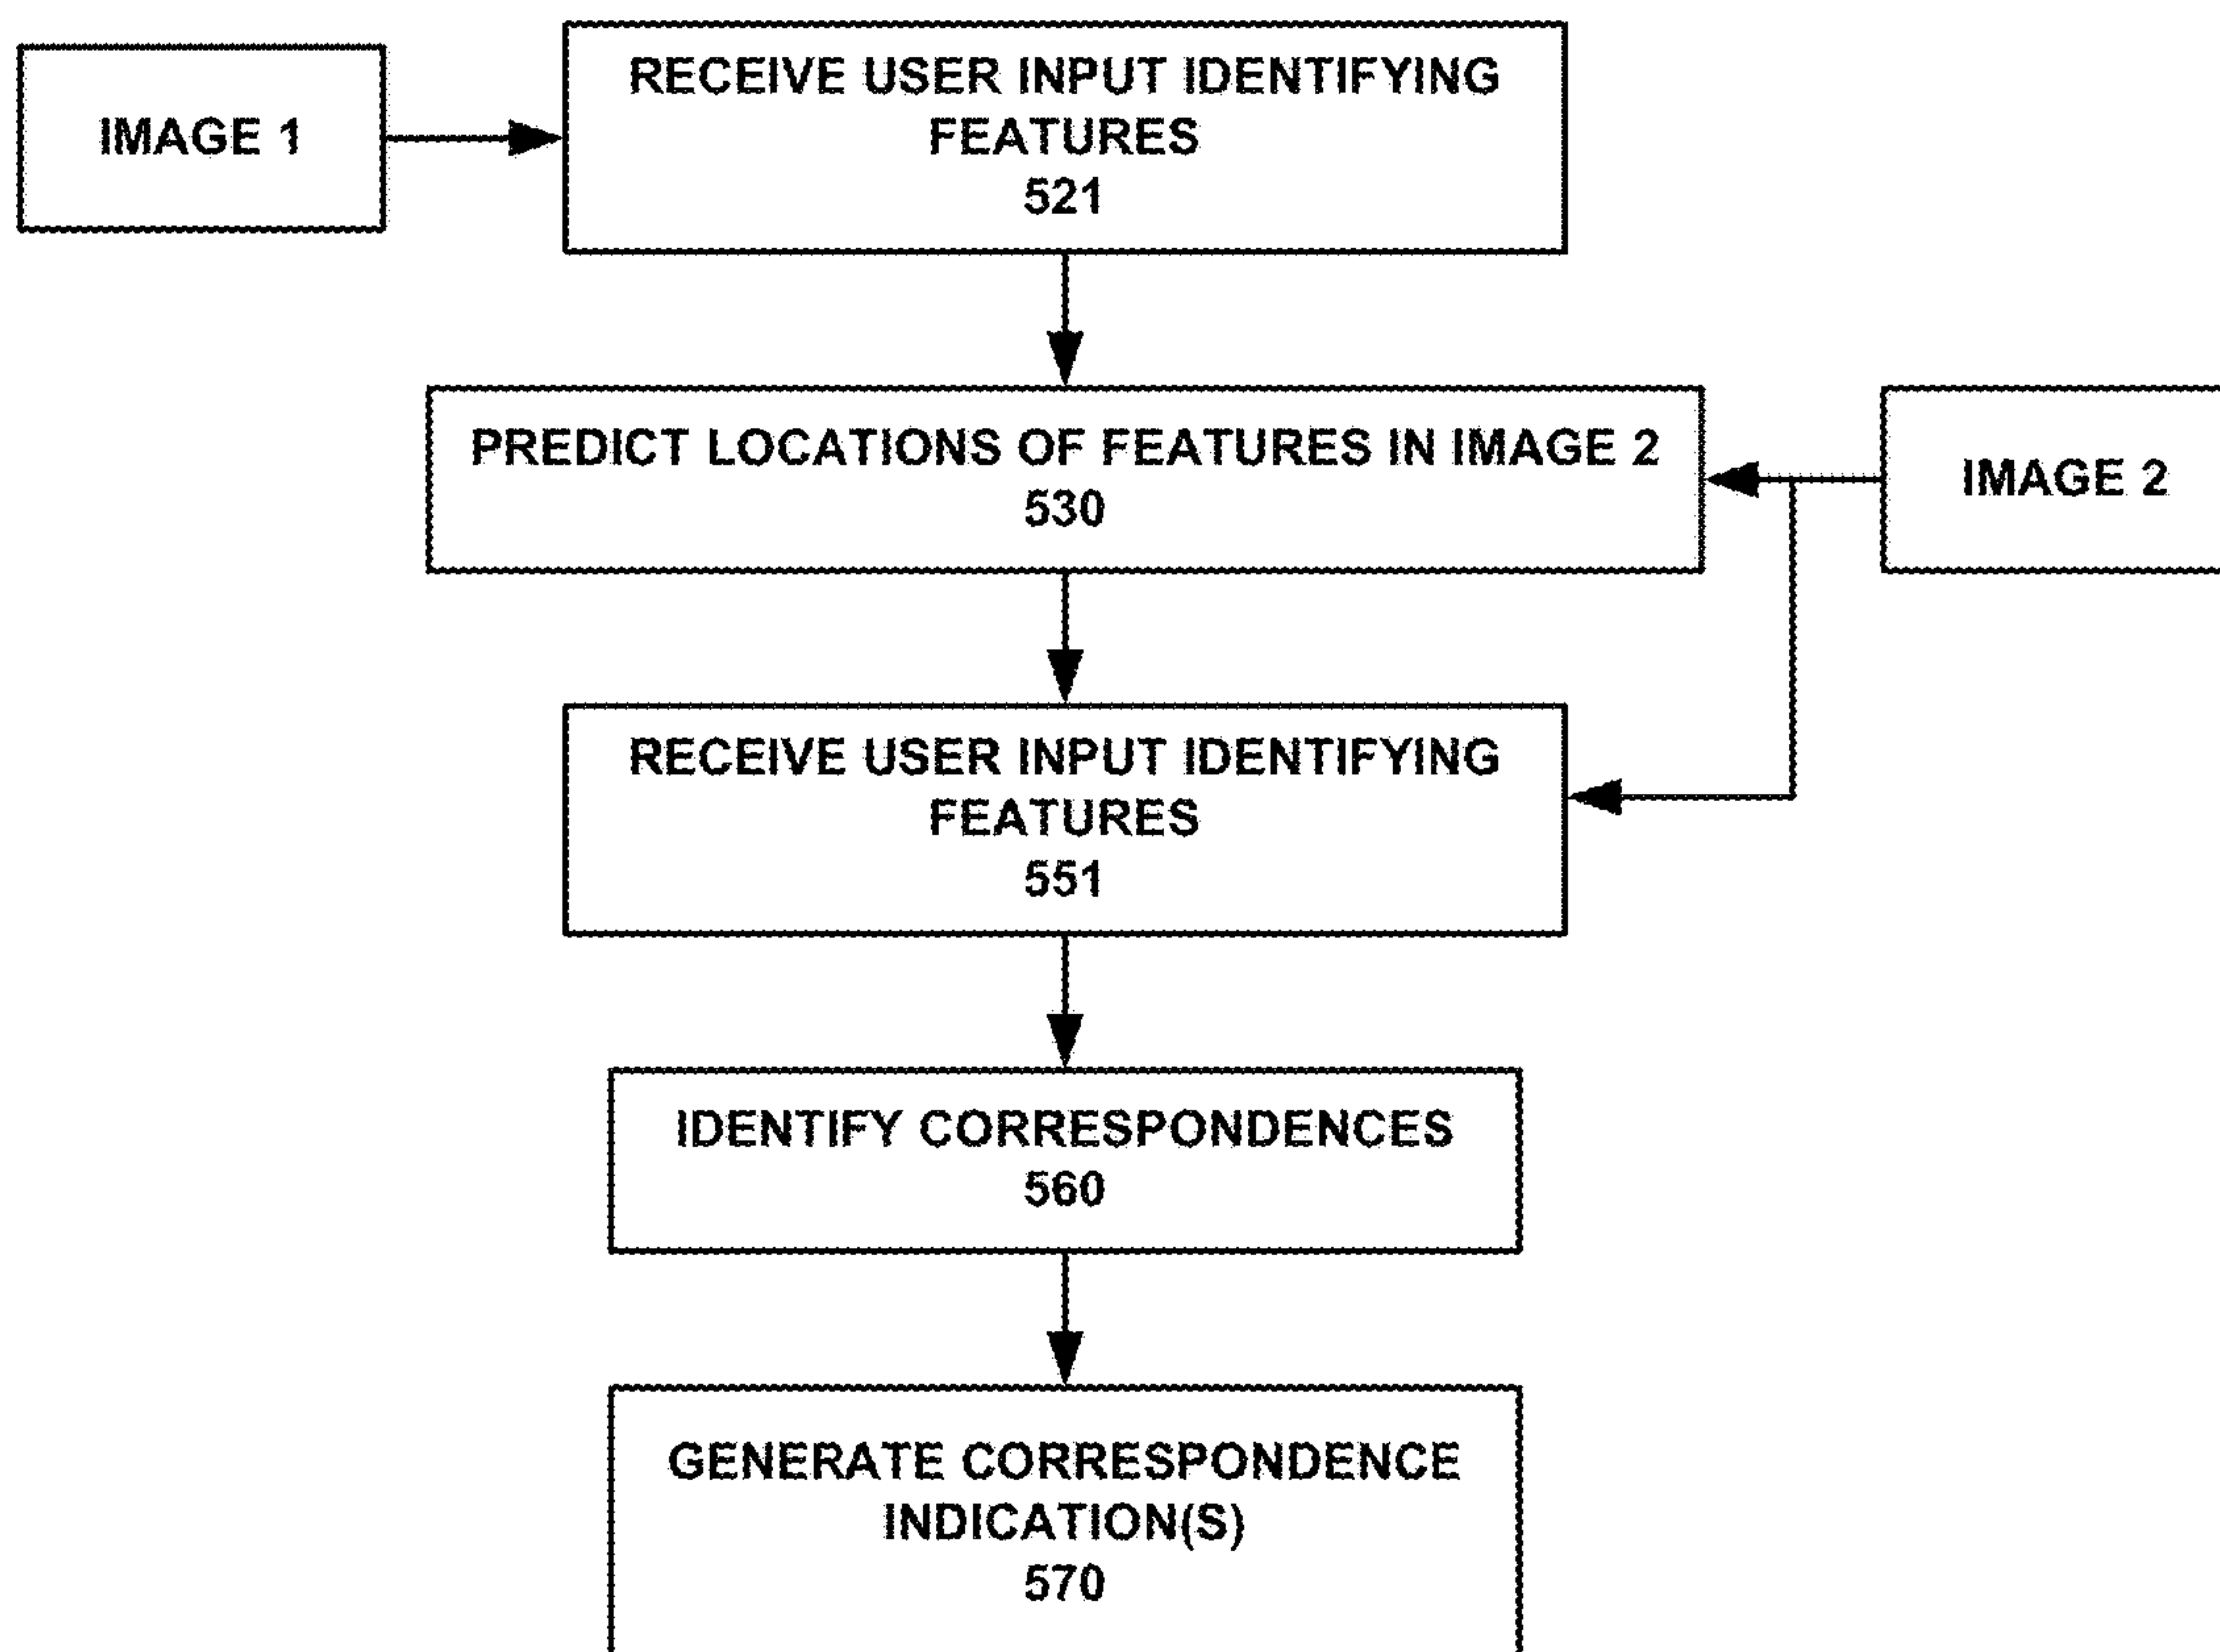 IMAGE 1
RECEIVE USER INPUT IDENTIFYING
FEATURES
521
PREDICT LOCATIONS OF FEATURES IN IMAGE 2
530
IMAGE 2
RECEIVE USER INPUT IDENTIFYING
FEATURES
551
IDENTIFY CORRESPONDENCES
560
GENERATE CORRESPONDENCE
INDICATION(S)
570